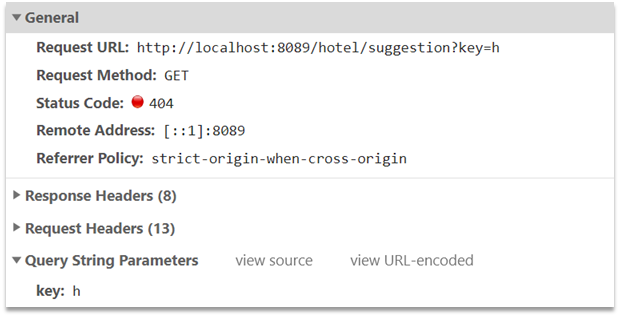 General
Request URL: http://localhost:8089/hotel/suggestion?key=h
Request Method: GET
Status Code: 404
Remote Address: [::1]:8089
Referrer Policy: strict-origin-when-cross-origin
Response Headers (8)
Request Headers (13)
Query String Parameters view source view URL-encoded
key: h